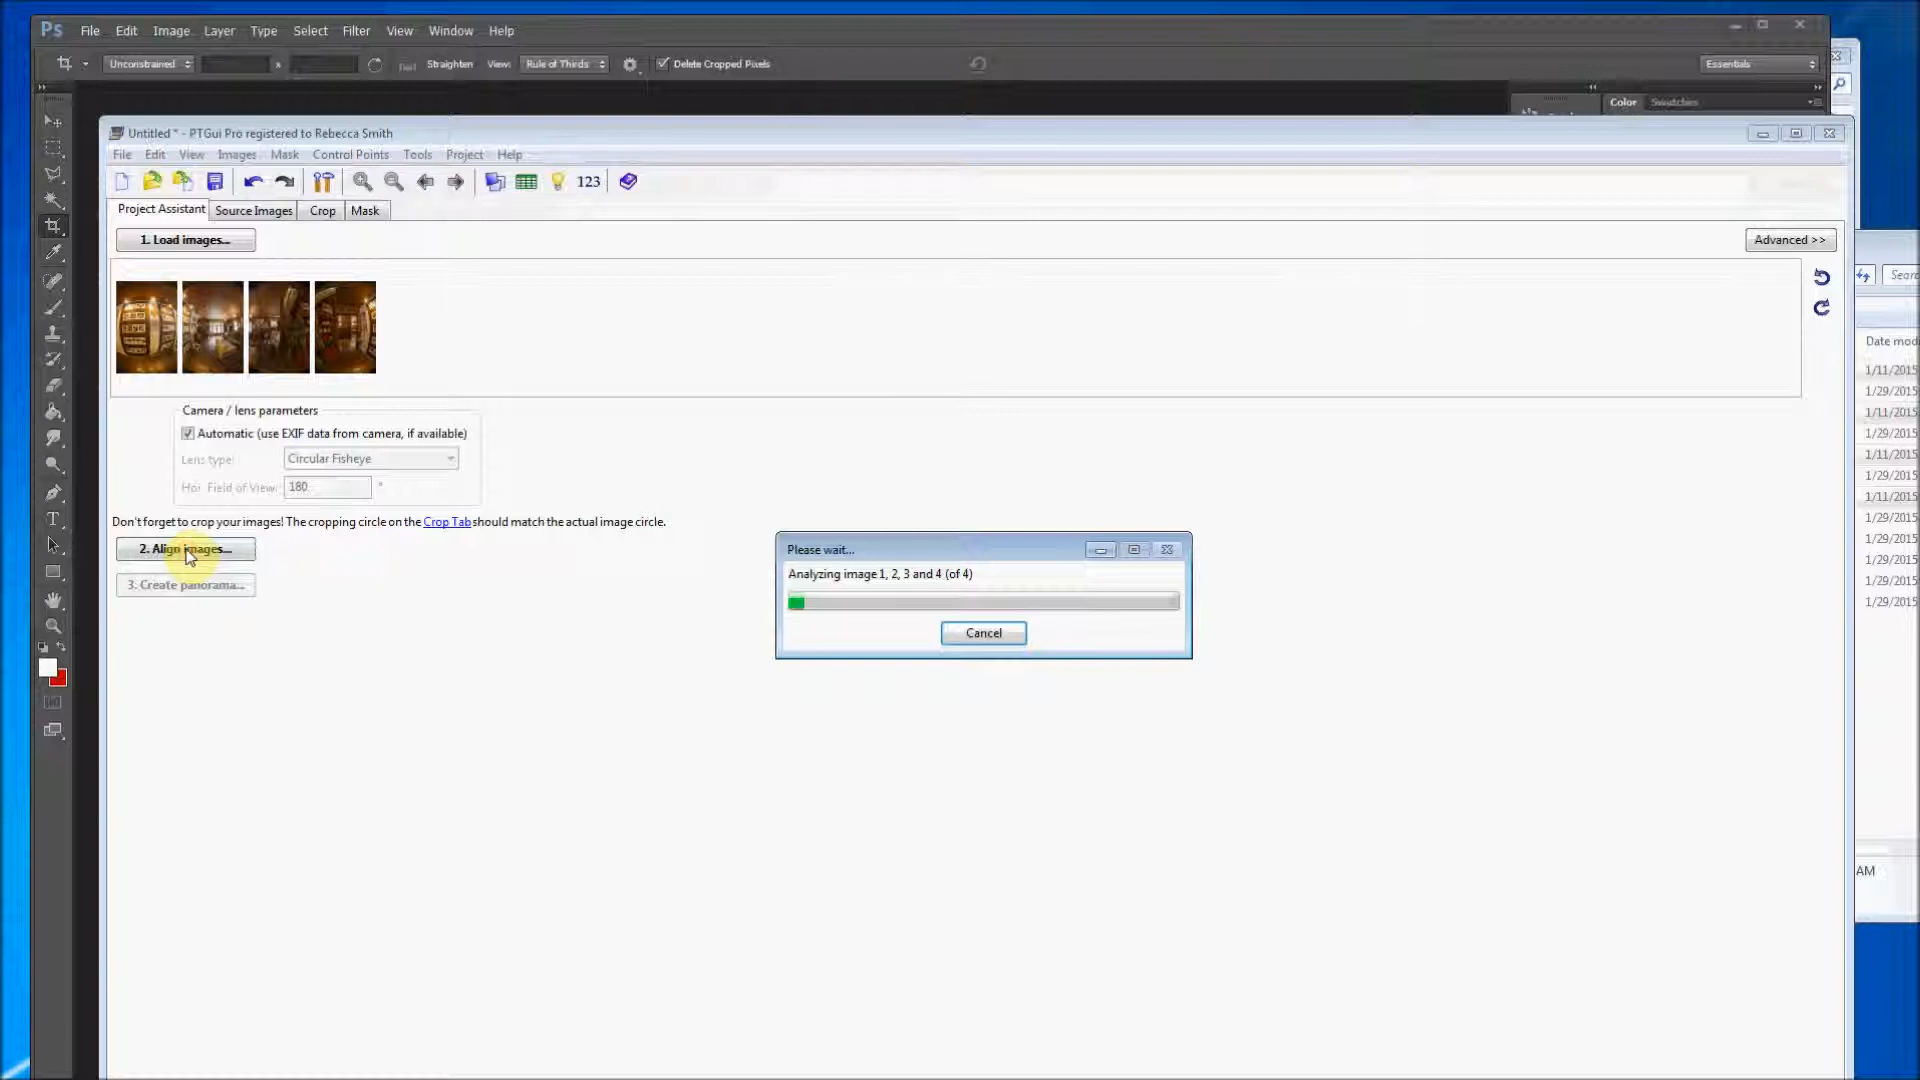 Ps File Edit Image Layer Type Select Filter View Window Help
Unconstrained x Straighten View: Rule of Thirds Delete Cropped Pixels Essentials
Color Swatches
Untitled * - PTGui Pro registered to Rebecca Smith
File Edit View Images Mask Control Points Tools Project Help
123
Project Assistant Source Images Crop Mask
1. Load images... Advanced >>
Camera / lens parameters
Automatic (use EXIF data from camera, if available)
Lens type: Circular Fisheye
Hor. Field of View: 180 °
Don't forget to crop your images! The cropping circle on the Crop Tab should match the actual image circle.
2. Align images...
3. Create panorama...
Please wait...
Analyzing image 1, 2, 3 and 4 (of 4)
Cancel
Searc
Date modi
1/11/2015
1/29/2015
1/11/2015
1/29/2015
1/11/2015
1/29/2015
1/11/2015
1/29/2015
1/29/2015
1/29/2015
1/29/2015
1/29/2015
AM